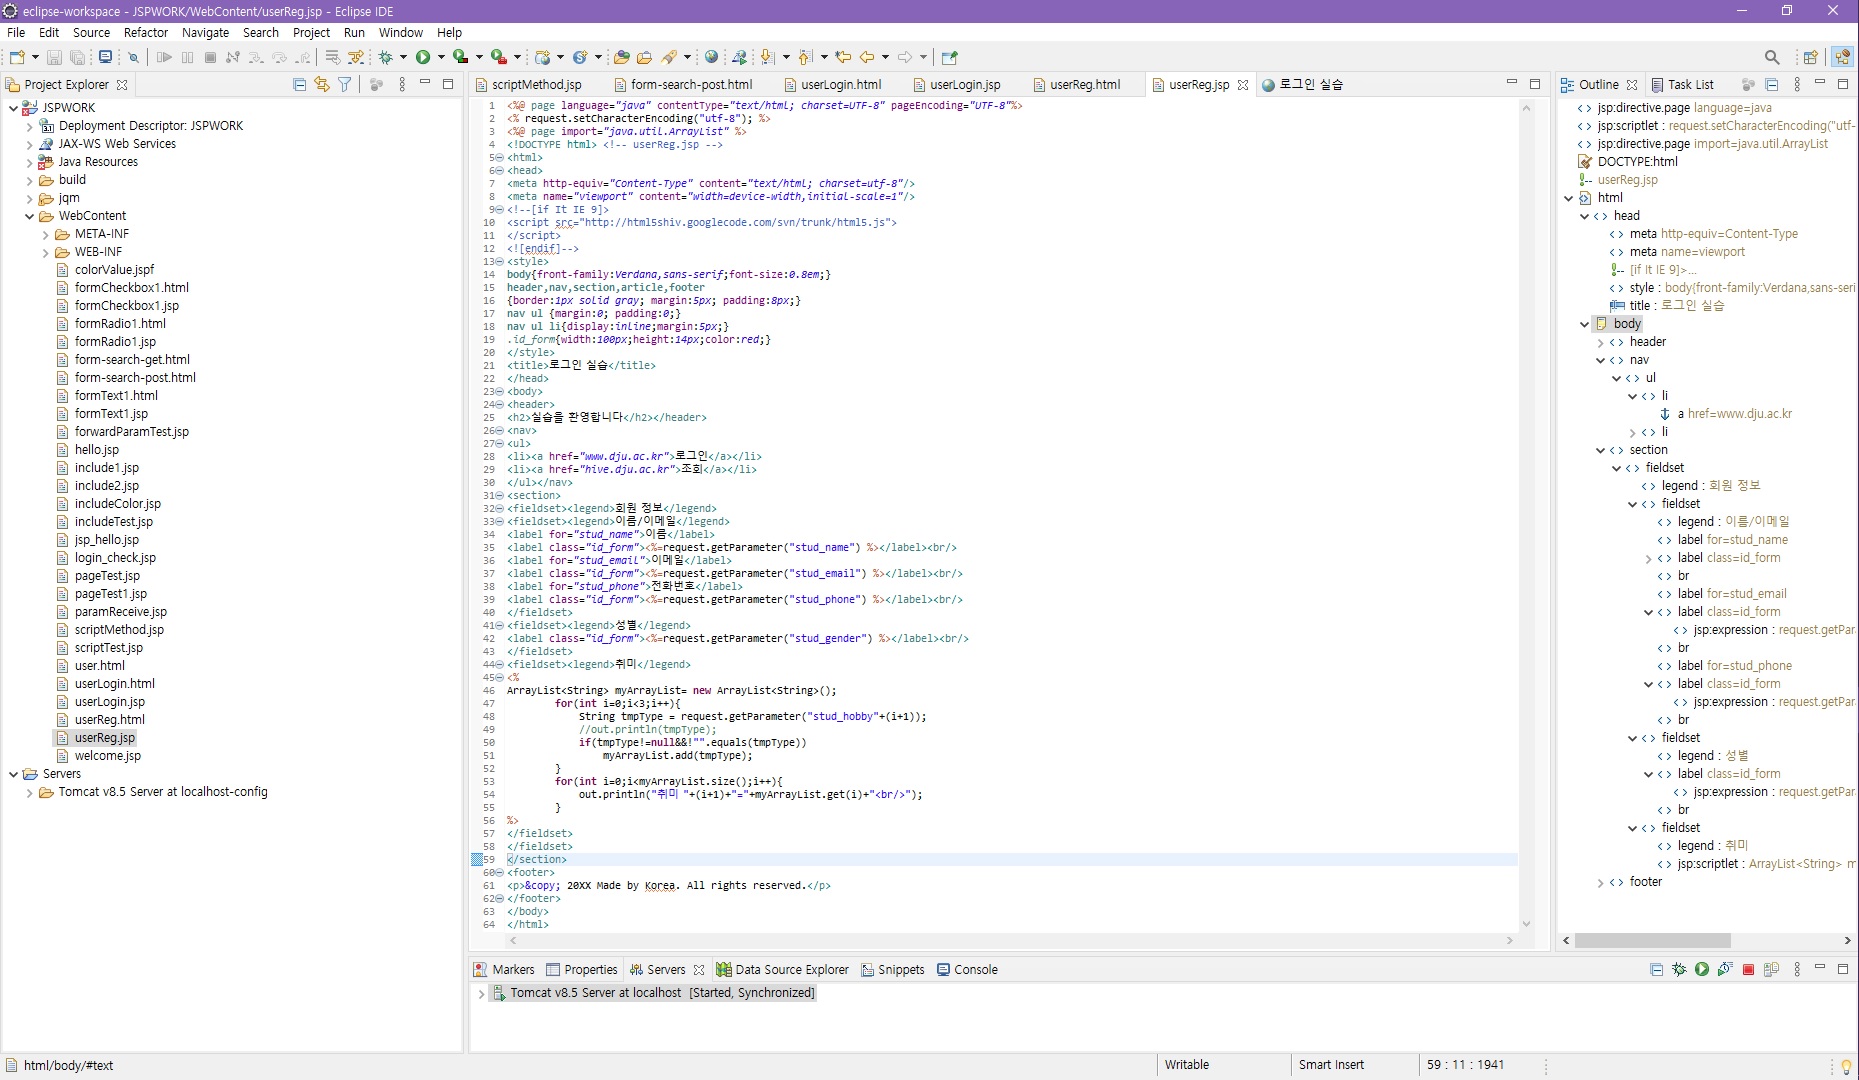 eclipse-workspace - JSPWORK/WebContent/userReg.jsp - Eclipse IDE
File Edit Source Refactor Navigate Search Project Run Window Help
Project Explorer
JSPWORK
Deployment Descriptor: JSPWORK
JAX-WS Web Services
Java Resources
build
jqm
WebContent
META-INF
WEB-INF
colorValue.jspf
formCheckbox1.html
formCheckbox1.jsp
formRadio1.html
formRadio1.jsp
form-search-get.html
form-search-post.html
formText1.html
formText1.jsp
forwardParamTest.jsp
hello.jsp
include1.jsp
include2.jsp
includeColor.jsp
includeTest.jsp
jsp_hello.jsp
login_check.jsp
pageTest.jsp
pageTest1.jsp
paramReceive.jsp
scriptMethod.jsp
scriptTest.jsp
user.html
userLogin.html
userLogin.jsp
userReg.html
userReg.jsp
welcome.jsp
Servers
Tomcat v8.5 Server at localhost-config
scriptMethod.jsp form-search-post.html userLogin.html userLogin.jsp userReg.html userReg.jsp 로그인 실습
1 <%@ page language="java" contentType="text/html; charset=UTF-8" pageEncoding="UTF-8"%>
2 <% request.setCharacterEncoding("utf-8"); %>
3 <%@ page import="java.util.ArrayList" %>
4 <!DOCTYPE html> <!-- userReg.jsp -->
5 <html>
6 <head>
7 <meta http-equiv="Content-Type" content="text/html; charset=utf-8"/>
8 <meta name="viewport" content="width=device-width,initial-scale=1"/>
9 <!--[if It IE 9]>
10 <script src="http://html5shiv.googlecode.com/svn/trunk/html5.js">
11 </script>
12 <![endif]-->
13 <style>
14 body{front-family:Verdana,sans-serif;font-size:0.8em;}
15 header,nav,section,article,footer
16 {border:1px solid gray; margin:5px; padding:8px;}
17 nav ul {margin:0; padding:0;}
18 nav ul li{display:inline;margin:5px;}
19 .id_form{width:100px;height:14px;color:red;}
20 </style>
21 <title>로그인 실습</title>
22 </head>
23 <body>
24 <header>
25 <h2>실습을 환영합니다</h2></header>
26 <nav>
27 <ul>
28 <li><a href="www.dju.ac.kr">로그인</a></li>
29 <li><a href="hive.dju.ac.kr">조회</a></li>
30 </ul></nav>
31 <section>
32 <fieldset><legend>회원 정보</legend>
33 <fieldset><legend>이름/이메일</legend>
34 <label for="stud_name">이름</label>
35 <label class="id_form"><%=request.getParameter("stud_name") %></label><br/>
36 <label for="stud_email">이메일</label>
37 <label class="id_form"><%=request.getParameter("stud_email") %></label><br/>
38 <label for="stud_phone">전화번호</label>
39 <label class="id_form"><%=request.getParameter("stud_phone") %></label><br/>
40 </fieldset>
41 <fieldset><legend>성별</legend>
42 <label class="id_form"><%=request.getParameter("stud_gender") %></label><br/>
43 </fieldset>
44 <fieldset><legend>취미</legend>
45 <%
46 ArrayList<String> myArrayList= new ArrayList<String>();
47 for(int i=0;i<3;i++){
48 String tmpType = request.getParameter("stud_hobby"+(i+1));
49 //out.println(tmpType);
50 if(tmpType!=null&&!"".equals(tmpType))
51 myArrayList.add(tmpType);
52 }
53 for(int i=0;i<myArrayList.size();i++){
54 out.println("취미 "+(i+1)+"="+myArrayList.get(i)+"<br/>");
55 }
56 %>
57 </fieldset>
58 </fieldset>
59 </section>
60 <footer>
61 <p>&copy; 20XX Made by Korea. All rights reserved.</p>
62 </footer>
63 </body>
64 </html>
Outline Task List
jsp:directive.page language=java
jsp:scriptlet : request.setCharacterEncoding("utf-
jsp:directive.page import=java.util.ArrayList
DOCTYPE:html
userReg.jsp
html
head
meta http-equiv=Content-Type
meta name=viewport
[if It IE 9]>...
style : body{front-family:Verdana,sans-seri
title : 로그인 실습
body
header
nav
ul
li
a href=www.dju.ac.kr
li
section
fieldset
legend : 회원 정보
fieldset
legend : 이름/이메일
label for=stud_name
label class=id_form
br
label for=stud_email
label class=id_form
jsp:expression : request.getPar
br
label for=stud_phone
label class=id_form
jsp:expression : request.getPar
br
fieldset
legend : 성별
label class=id_form
jsp:expression : request.getPar
br
fieldset
legend : 취미
jsp:scriptlet : ArrayList<String> m
footer
Markers Properties Servers Data Source Explorer Snippets Console
Tomcat v8.5 Server at localhost [Started, Synchronized]
html/body/#text Writable Smart Insert 59 : 11 : 1941